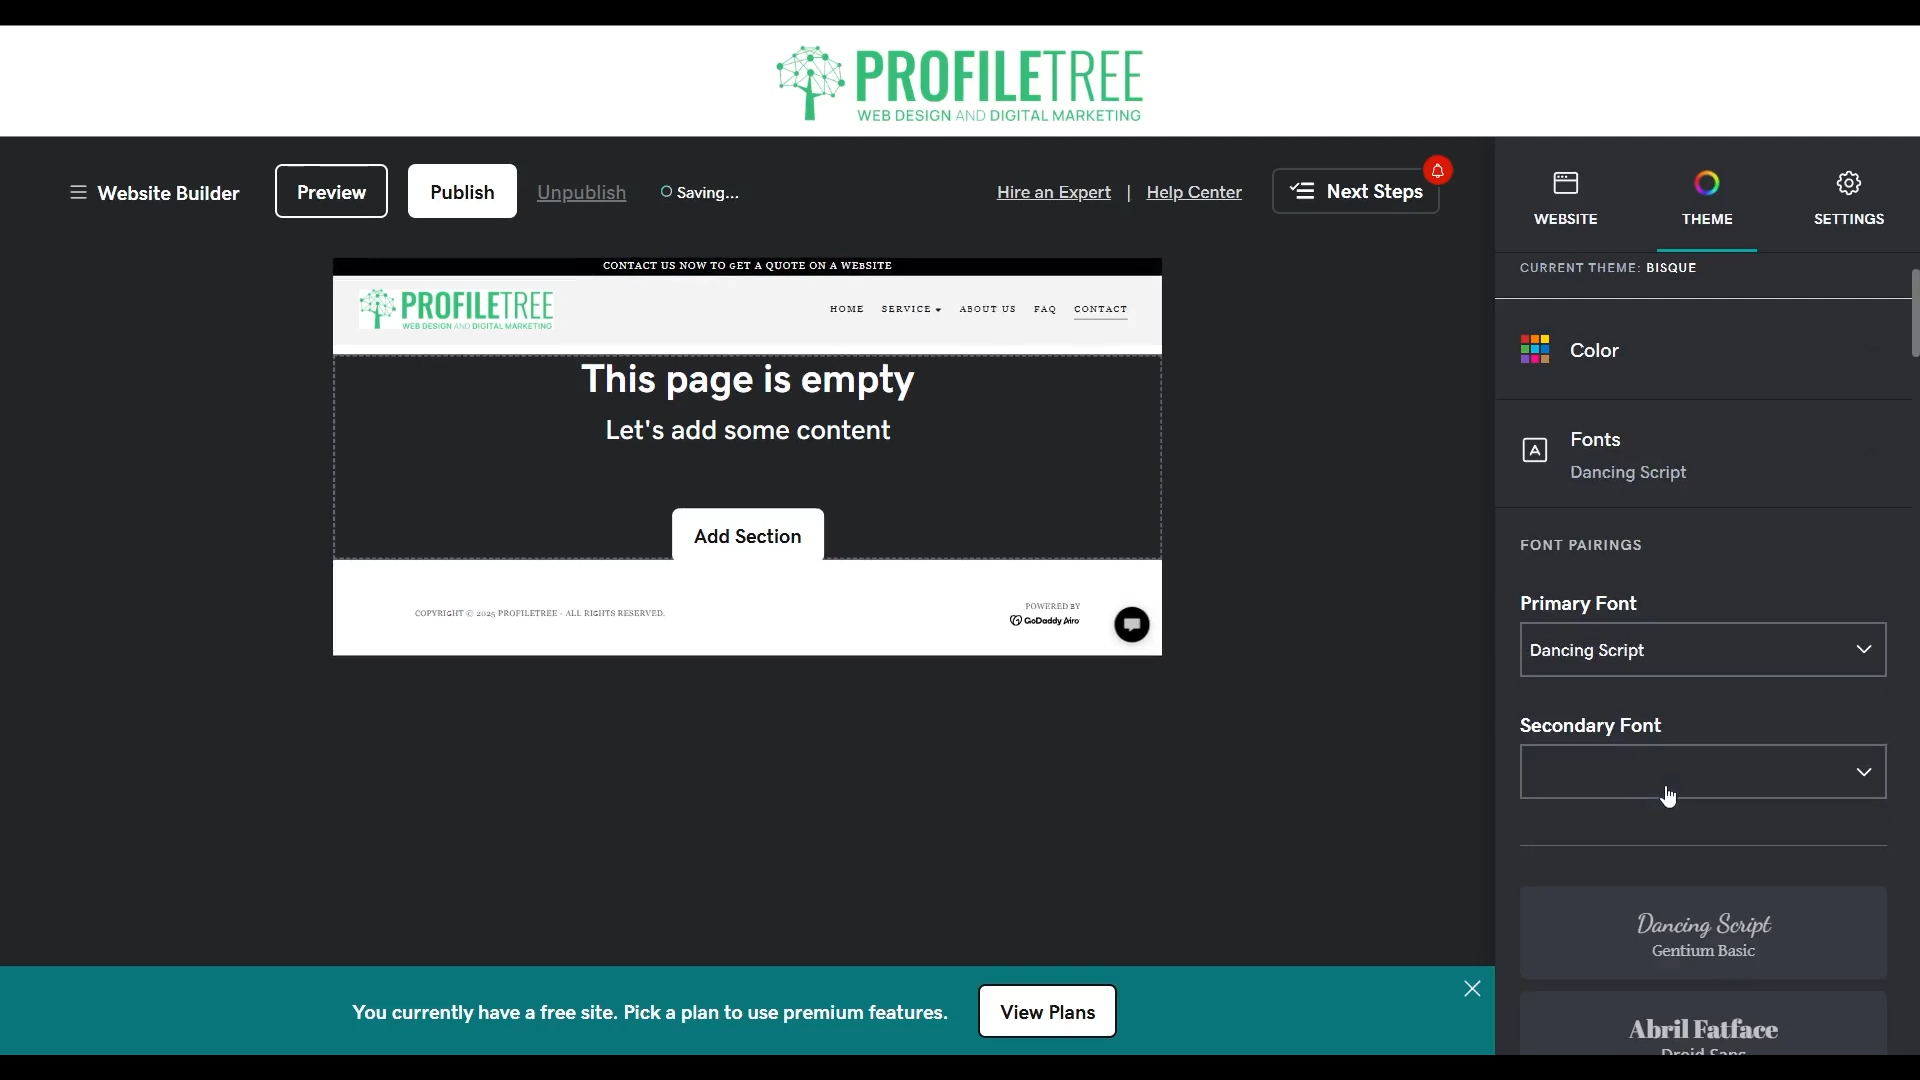 PROFILETREE
WEB DESIGN AND DIGITAL MARKETING
Website Builder
Preview
Publish
Unpublish
Saving...
Hire an Expert | Help Center
Next Steps
WEBSITE
THEME
SETTINGS
CONTACT US NOW TO GET A QUOTE ON A WEBSITE
PROFILETREE
WEB DESIGN AND DIGITAL MARKETING
HOME SERVICE ABOUT US FAQ CONTACT
This page is empty
Let's add some content
Add Section
COPYRIGHT © 2025 PROFILETREE - ALL RIGHTS RESERVED.
POWERED BY
GoDaddy Airo
CURRENT THEME: BISQUE
Color
A
Fonts
Dancing Script
FONT PAIRINGS
Primary Font
Dancing Script
Secondary Font
Dancing Script
Gentium Basic
Abril Fatface
Droid Sans
You currently have a free site. Pick a plan to use premium features.
View Plans